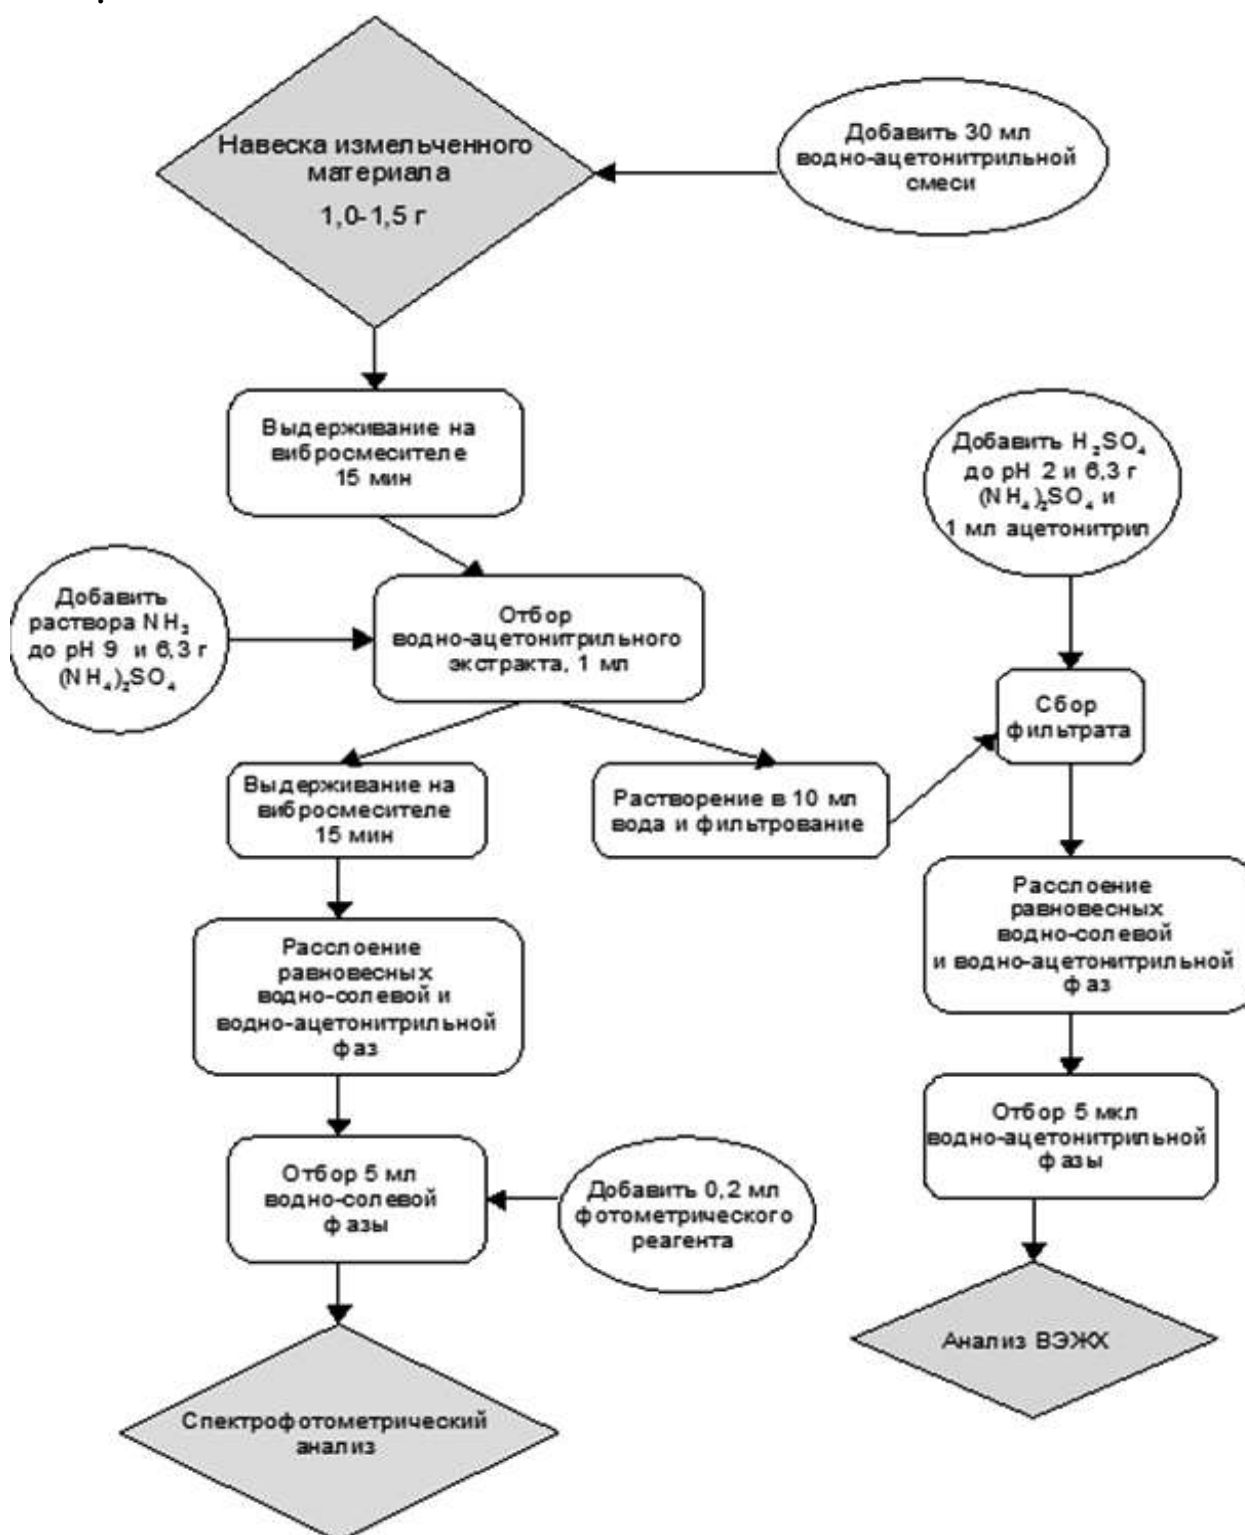 Навеска измельченного
материала
1,0-1,5 г
Добавить 30 мл
водно-ацетонитрильной
смеси
Выдерживание на
вибросмесителе
15 мин
Добавить H₂SO₄
до pH 2 и 6,3 г
(NH₄)₂SO₄ и
1 мл ацетонитрил
Добавить
раствора NH₃
до pH 9 и 6,3 г
(NH₄)₂SO₄
Отбор
водно-ацетонитрильного
экстракта, 1 мл
Сбор
фильтрата
Выдерживание на
вибросмесителе
15 мин
Растворение в 10 мл
вода и фильтрование
Расслоение
равновесных
водно-солевой
и водно-ацетонитрильной
фаз
Расслоение
равновесных
водно-солевой и
водно-ацетонитрильной
фаз
Отбор 5 мкл
водно-ацетонитрильной
фазы
Отбор 5 мл
водно-солевой
фазы
Добавить 0,2 мл
фотометрического
реагента
Анализ ВЭЖХ
Спектрофотометрический
анализ